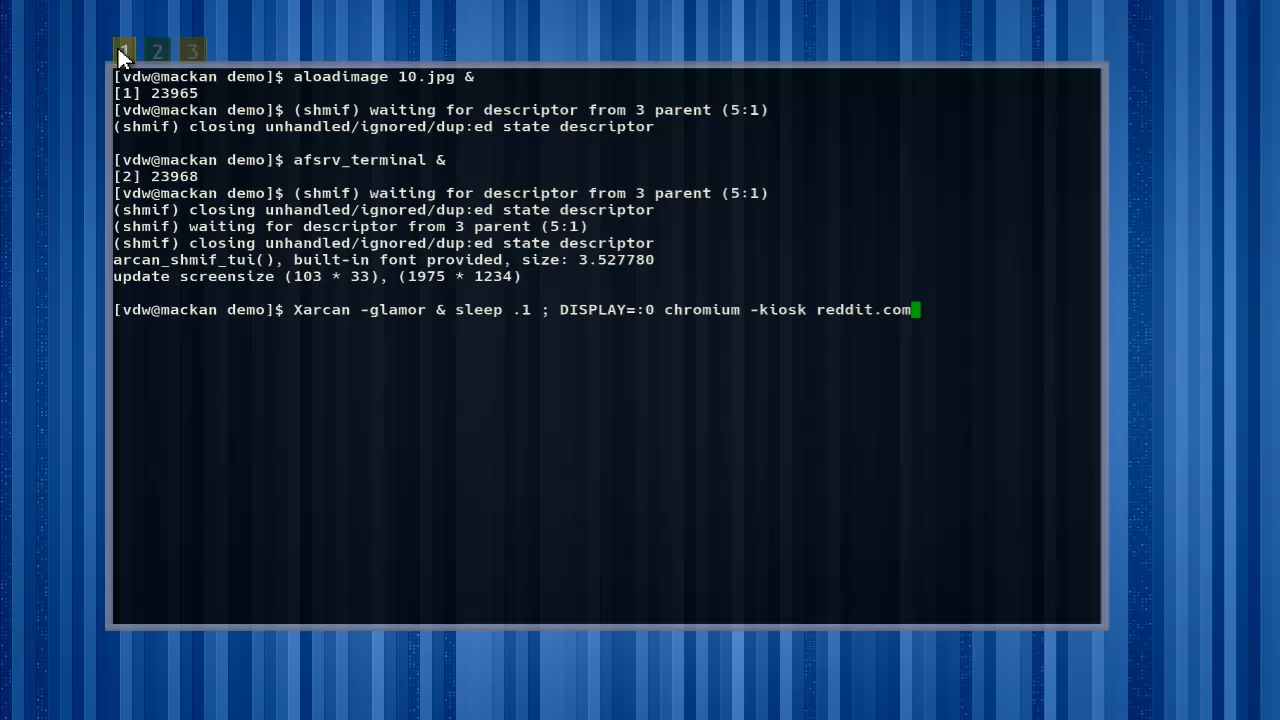 1 2 3
[vdw@mackan demo]$ aloadimage 10.jpg &
[1] 23965
[vdw@mackan demo]$ (shmif) waiting for descriptor from 3 parent (5:1)
(shmif) closing unhandled/ignored/dup:ed state descriptor
[vdw@mackan demo]$ afsrv_terminal &
[2] 23968
[vdw@mackan demo]$ (shmif) waiting for descriptor from 3 parent (5:1)
(shmif) closing unhandled/ignored/dup:ed state descriptor
(shmif) waiting for descriptor from 3 parent (5:1)
(shmif) closing unhandled/ignored/dup:ed state descriptor
arcan_shmif_tui(), built-in font provided, size: 3.527780
update screensize (103 * 33), (1975 * 1234)
[vdw@mackan demo]$ Xarcan -glamor & sleep .1 ; DISPLAY=:0 chromium -kiosk reddit.com